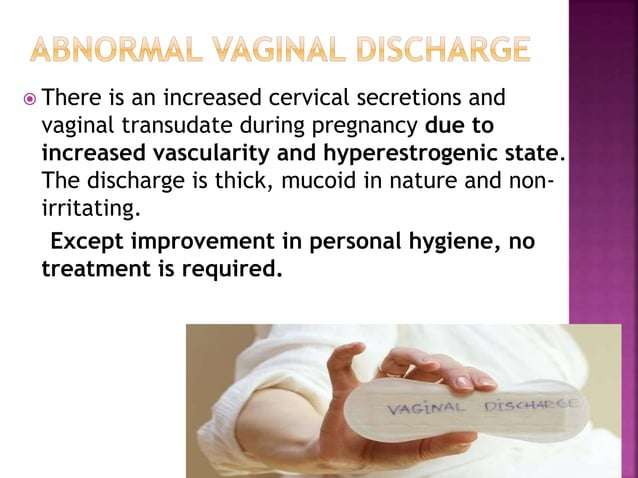 ABNORMAL VAGINAL DISCHARGE
There is an increased cervical secretions and
vaginal transudate during pregnancy due to
increased vascularity and hyperestrogenic state.
The discharge is thick, mucoid in nature and non-
irritating.
Except improvement in personal hygiene, no
treatment is required.
VAGINAL DISCHARGE